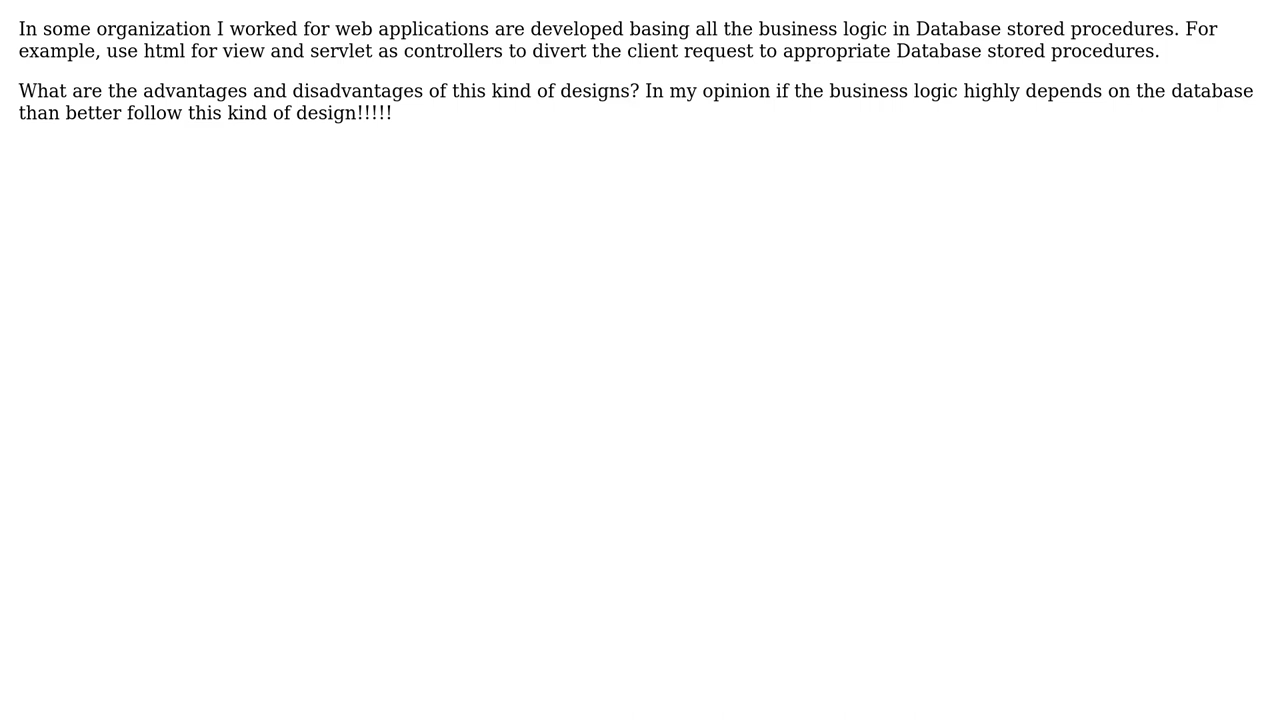 In some organization I worked for web applications are developed basing all the business logic in Database stored procedures. For
example, use html for view and servlet as controllers to divert the client request to appropriate Database stored procedures.
What are the advantages and disadvantages of this kind of designs? In my opinion if the business logic highly depends on the database
than better follow this kind of design!!!!!